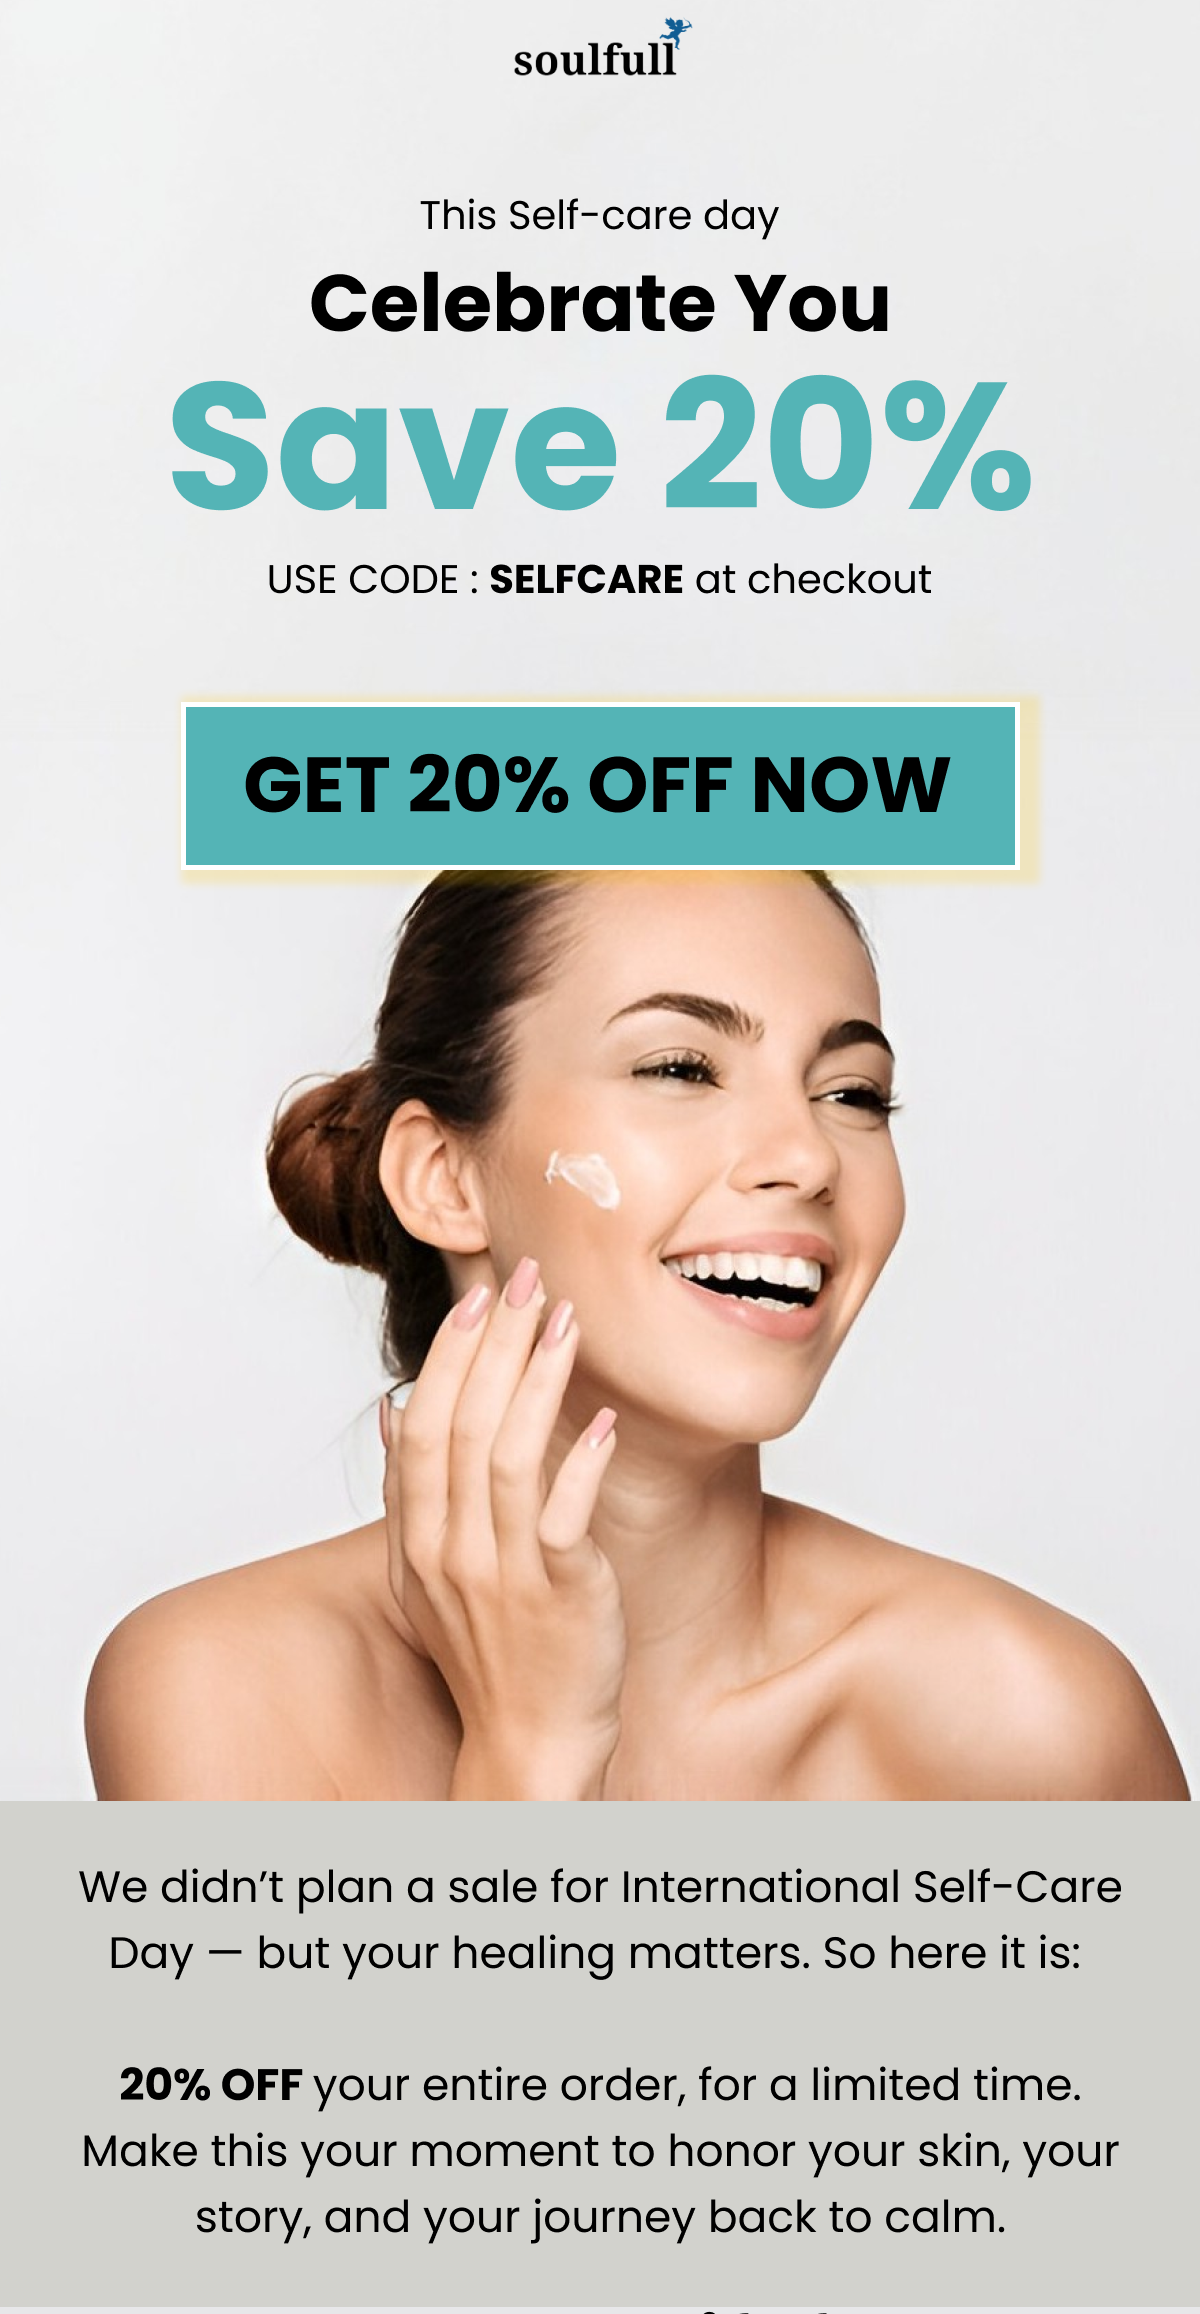 soulfull
This Self-care day
Celebrate You
Save 20%
USE CODE : SELFCARE at checkout
GET 20% OFF NOW
We didn’t plan a sale for International Self-Care
Day — but your healing matters. So here it is:
20% OFF your entire order, for a limited time.
Make this your moment to honor your skin, your
story, and your journey back to calm.